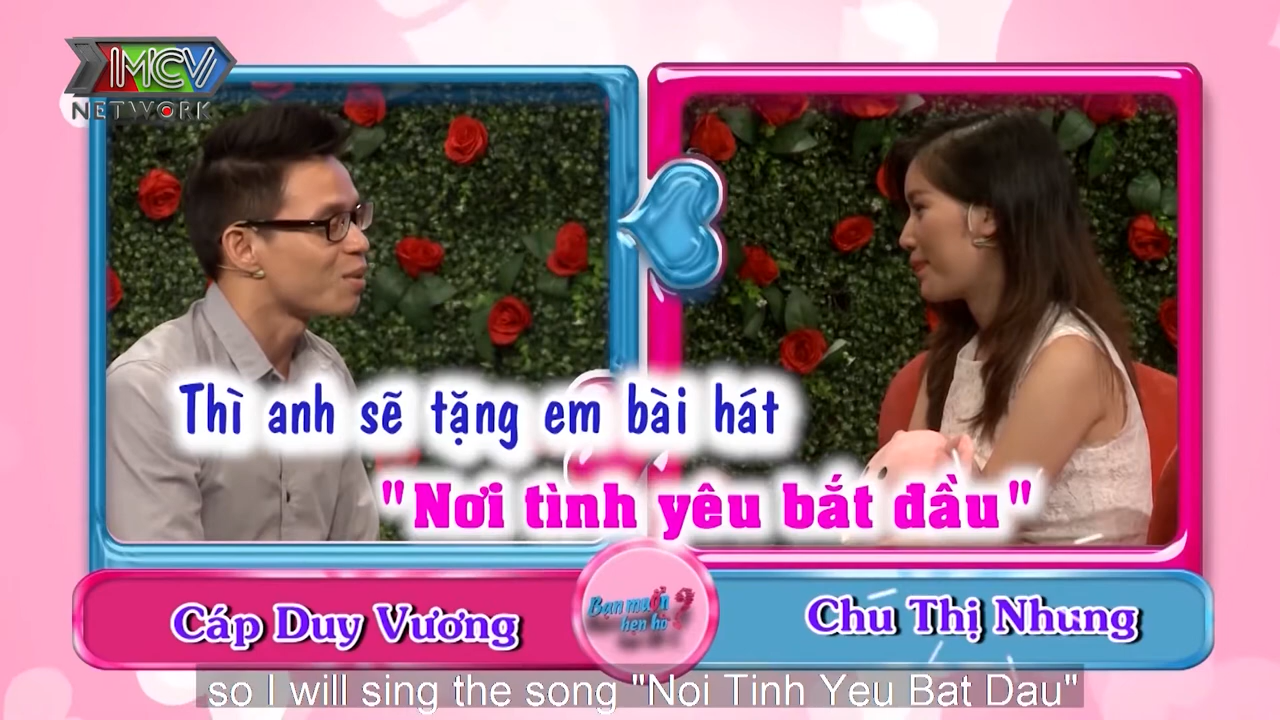 MCV
NETWORK
Thì anh sẽ tặng em bài hát
"Nơi tình yêu bắt đầu"
Cáp Duy Vương
Bạn muốn
hẹn hò ?
Chu Thị Nhung
so I will sing the song "Noi Tinh Yeu Bat Dau"